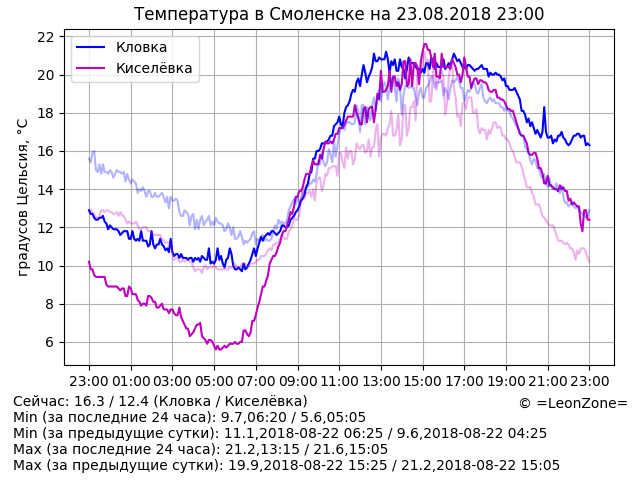 Температура в Смоленске на 23.08.2018 23:00
Кловка
Киселёвка
градусов Цельсия, °C
22
20
18
16
14
12
10
8
6
23:00 01:00 03:00 05:00 07:00 09:00 11:00 13:00 15:00 17:00 19:00 21:00 23:00
Сейчас: 16.3 / 12.4 (Кловка / Киселёвка)
© =LeonZone=
Min (за последние 24 часа): 9.7,06:20 / 5.6,05:05
Min (за предыдущие сутки): 11.1,2018-08-22 06:25 / 9.6,2018-08-22 04:25
Max (за последние 24 часа): 21.2,13:15 / 21.6,15:05
Max (за предыдущие сутки): 19.9,2018-08-22 15:25 / 21.2,2018-08-22 15:05